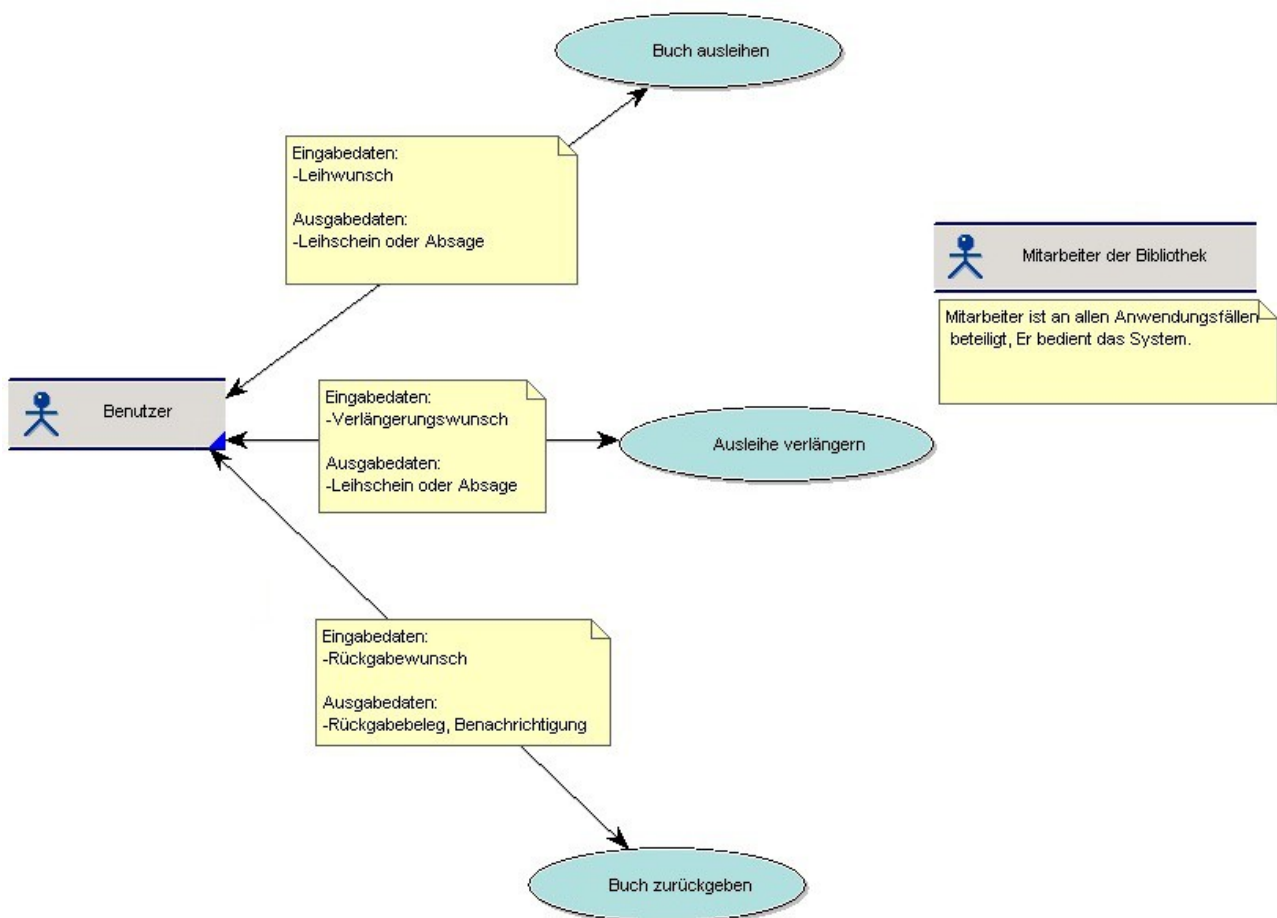 Buch ausleihen
Eingabedaten:
-Leihwunsch
Ausgabedaten:
-Leihschein oder Absage
Mitarbeiter der Bibliothek
Mitarbeiter ist an allen Anwendungsfällen
beteiligt, Er bedient das System.
Benutzer
Eingabedaten:
-Verlängerungswunsch
Ausgabedaten:
-Leihschein oder Absage
Ausleihe verlängern
Eingabedaten:
-Rückgabewunsch
Ausgabedaten:
-Rückgabebeleg, Benachrichtigung
Buch zurückgeben